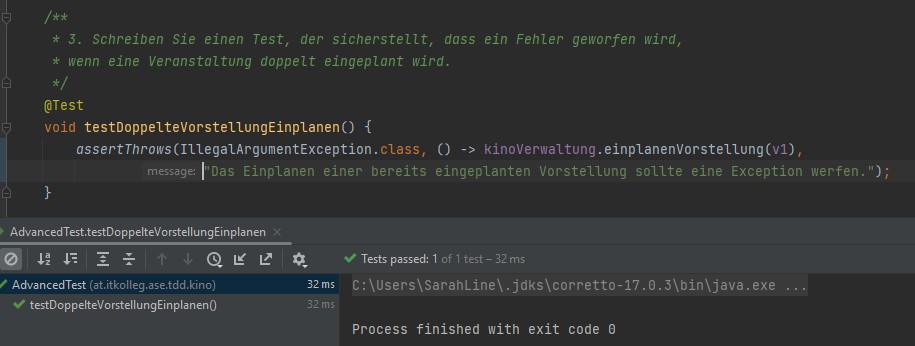 /**
* 3. Schreiben Sie einen Test, der sicherstellt, dass ein Fehler geworfen wird,
* wenn eine Veranstaltung doppelt eingeplant wird.
*/
@Test
void testDoppelteVorstellungEinplanen() {
assertThrows(IllegalArgumentException.class, () -> kinoVerwaltung.einplanenVorstellung(v1),
message: "Das Einplanen einer bereits eingeplanten Vorstellung sollte eine Exception werfen.");
}
AdvancedTest.testDoppelteVorstellungEinplanen ×
Tests passed: 1 of 1 test – 32 ms
AdvancedTest (at.itkolleg.ase.tdd.kino) 32 ms
testDoppelteVorstellungEinplanen() 32 ms
C:\Users\SarahLine\.jdks\corretto-17.0.3\bin\java.exe ...
Process finished with exit code 0